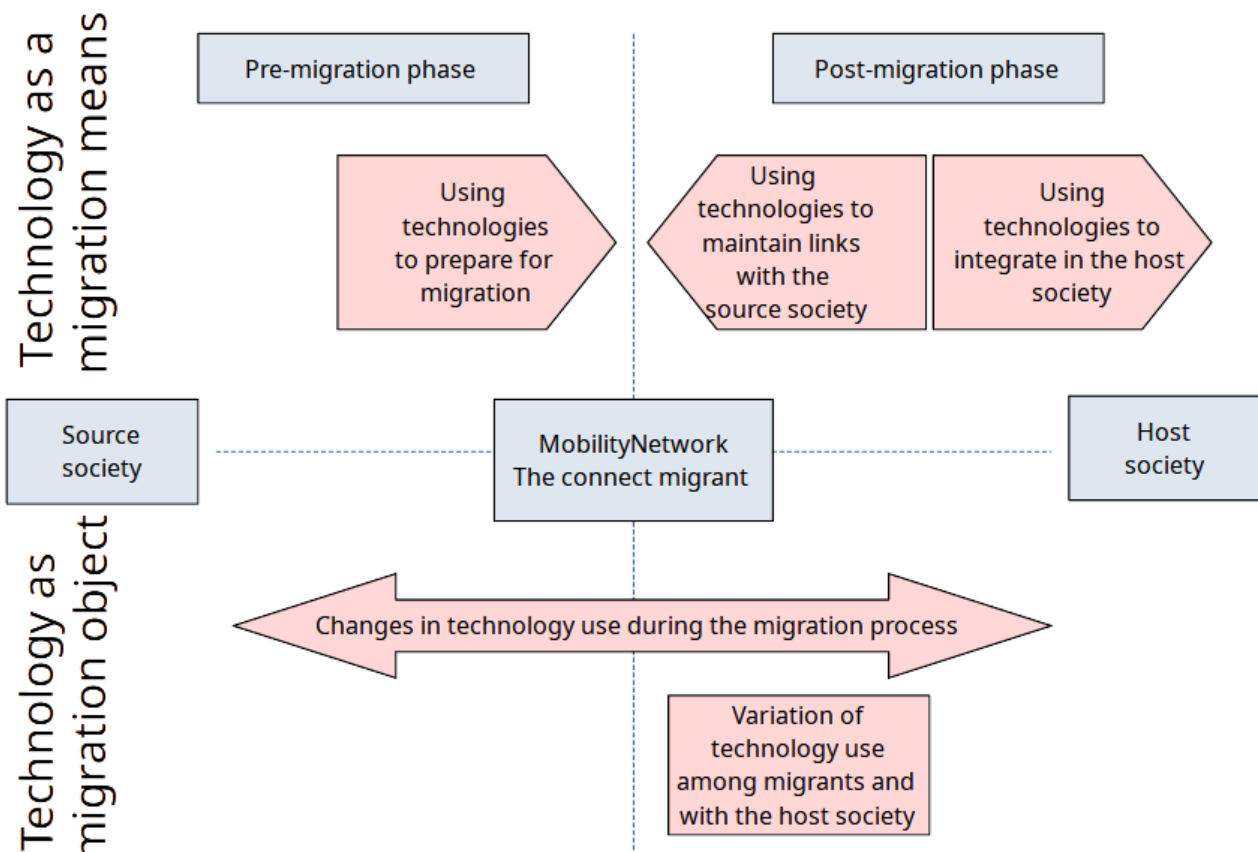 Technology as a
migration means
Pre-migration phase
Post-migration phase
Using
technologies
to prepare for
migration
Using
technologies to
maintain links
with the
source society
Using
technologies to
integrate in the host
society
Source
society
MobilityNetwork
The connect migrant
Host
society
Technology as
migration object
Changes in technology use during the migration process
Variation of
technology use
among migrants and
with the host society